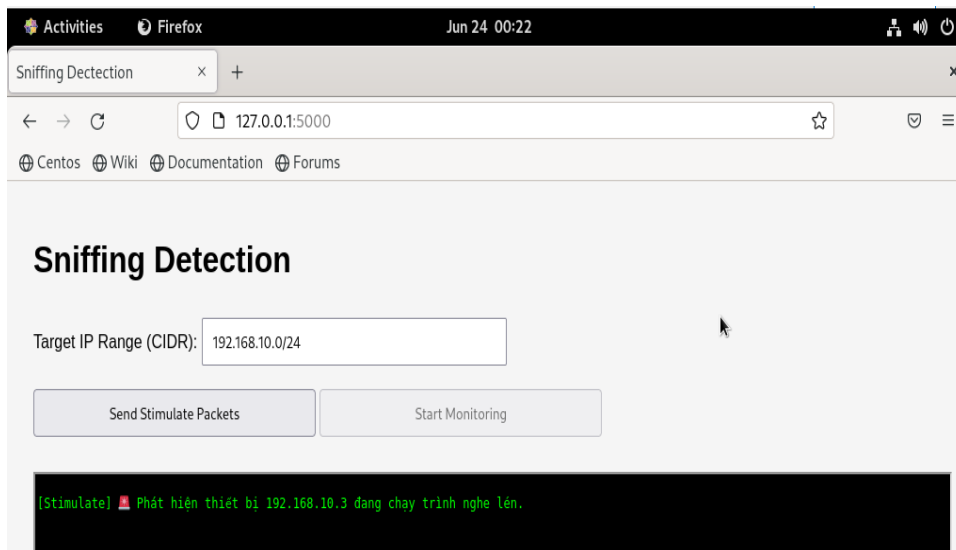 Activities Firefox Jun 24 00:22
Sniffing Dectection × +
127.0.0.1:5000
Centos Wiki Documentation Forums
Sniffing Detection
Target IP Range (CIDR): 192.168.10.0/24
Send Stimulate Packets Start Monitoring
[Stimulate] 🚨 Phát hiện thiết bị 192.168.10.3 đang chạy trình nghe lén.